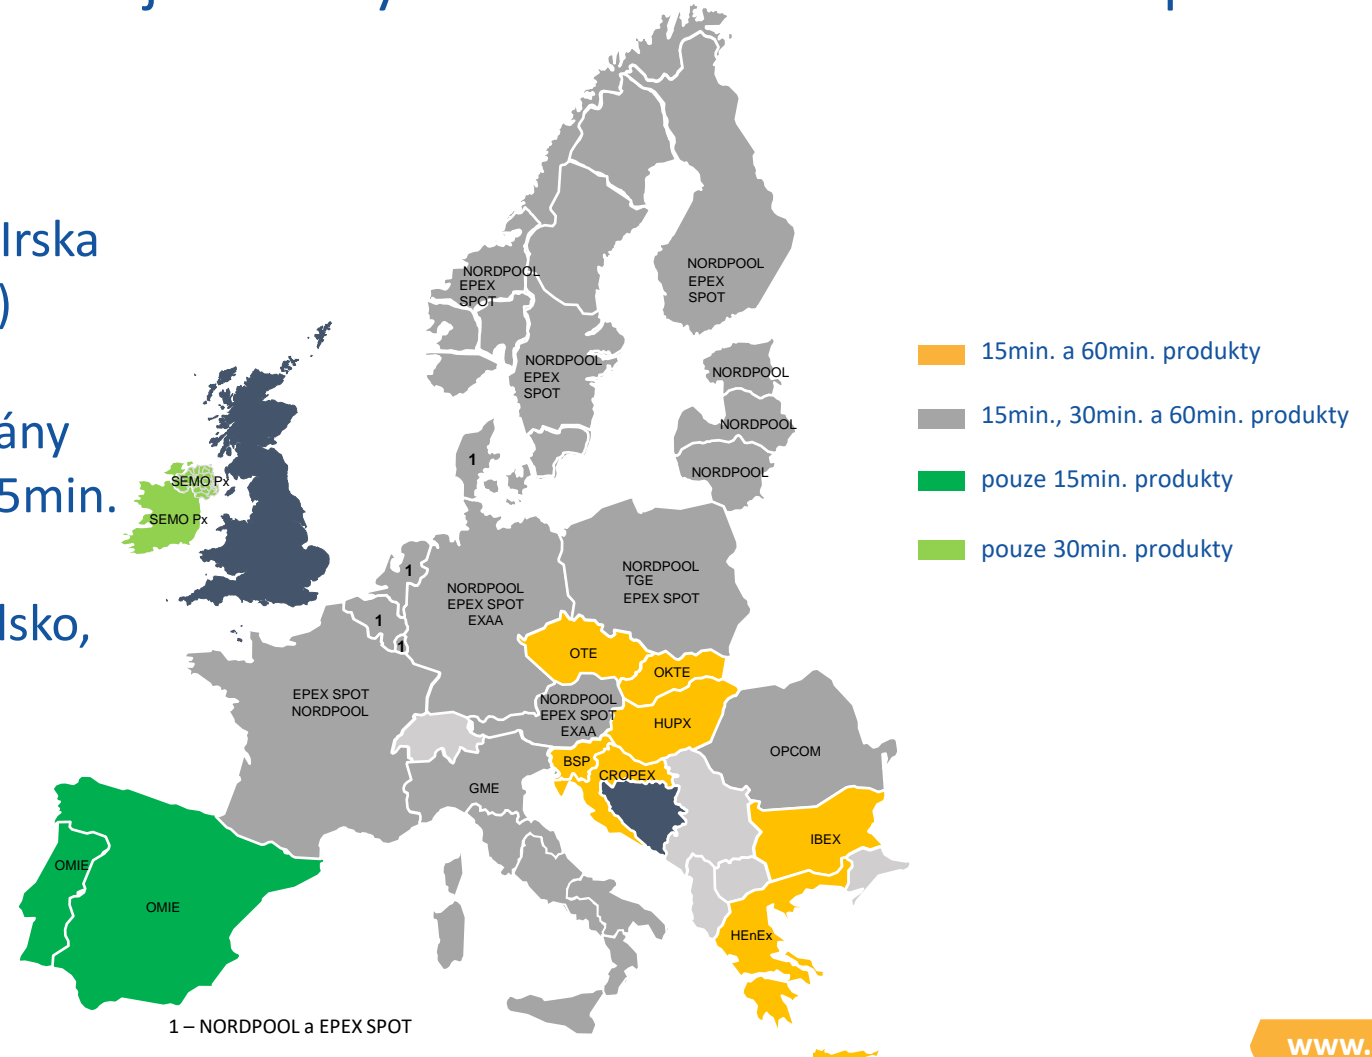 Irska
)
ány
5min.
lsko,
NORDPOOL
EPEX
SPOT
NORDPOOL
EPEX
SPOT
NORDPOOL
EPEX
SPOT
NORDPOOL
NORDPOOL
NORDPOOL
1
SEMO Px
SEMO Px
1
1
1
NORDPOOL
EPEX SPOT
EXAA
NORDPOOL
TGE
EPEX SPOT
OTE
OKTE
EPEX SPOT
NORDPOOL
NORDPOOL
EPEX SPOT
EXAA
HUPX
BSP
CROPEX
OPCOM
GME
IBEX
OMIE
OMIE
HEnEx
15min. a 60min. produkty
15min., 30min. a 60min. produkty
pouze 15min. produkty
pouze 30min. produkty
1 – NORDPOOL a EPEX SPOT
www.